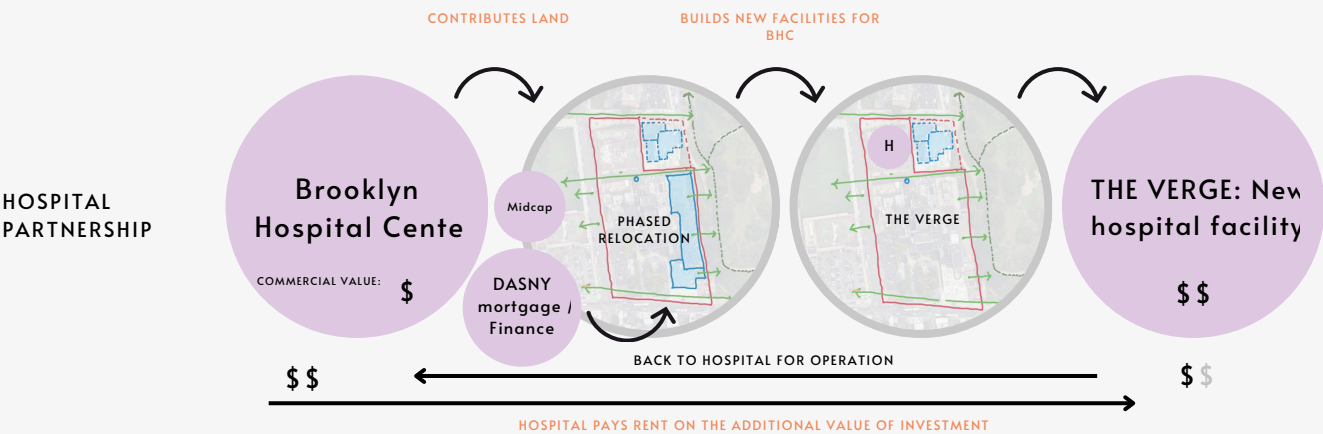 CONTRIBUTES LAND
BUILDS NEW FACILITIES FOR
BHC
HOSPITAL
PARTNERSHIP
Brooklyn
Hospital Cente
COMMERCIAL VALUE:
$
Midcap
DASNY
mortgage /
Finance
PHASED
RELOCATION
H
THE VERGE
THE VERGE: New
hospital facility
$$
BACK TO HOSPITAL FOR OPERATION
$$
$$
HOSPITAL PAYS RENT ON THE ADDITIONAL VALUE OF INVESTMENT